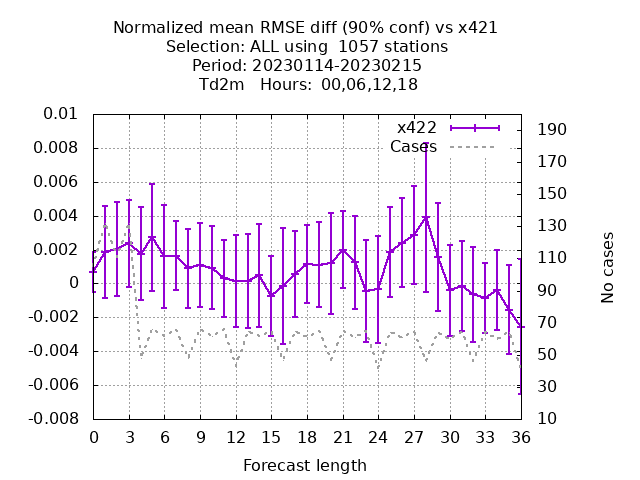 Normalized mean RMSE diff (90% conf) vs x421
Selection: ALL using  1057 stations
Period: 20230114-20230215
Td2m   Hours:  00,06,12,18
x422
Cases
0.01
0.008
0.006
0.004
0.002
0
-0.002
-0.004
-0.006
-0.008
190
170
150
130
110
90
70
50
30
10
No cases
0 3 6 9 12 15 18 21 24 27 30 33 36
Forecast length